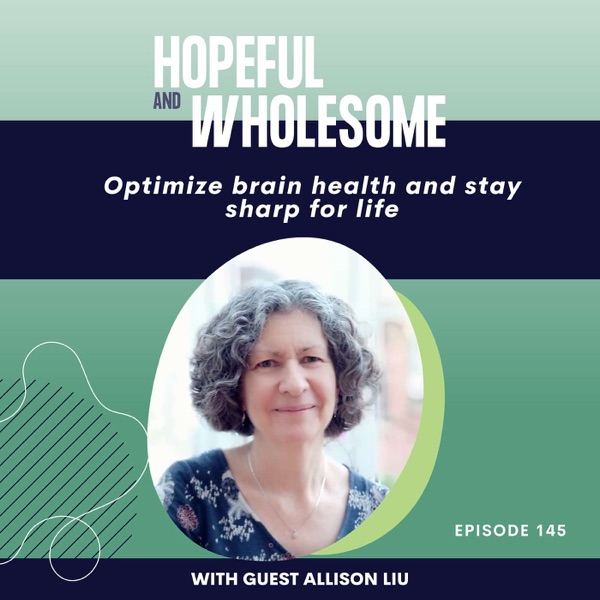 HOPEFUL
AND WHOLESOME
Optimize brain health and stay
sharp for life
EPISODE 145
WITH GUEST ALLISON LIU